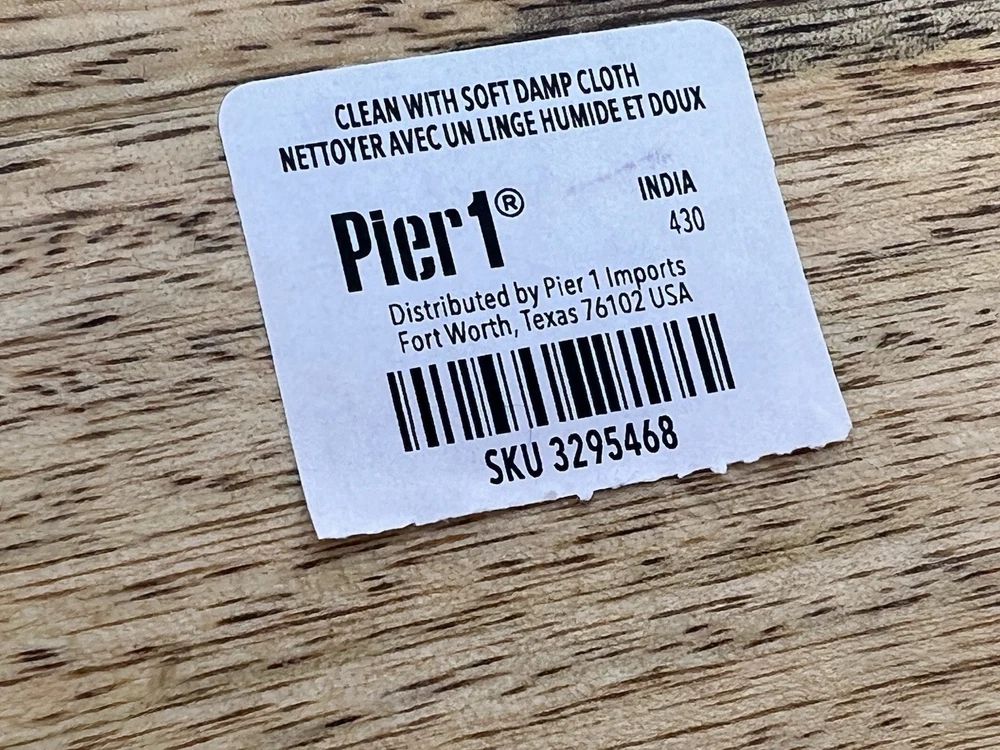 CLEAN WITH SOFT DAMP CLOTH
NETTOYER AVEC UN LINGE HUMIDE ET DOUX
Pier1®
INDIA
430
Distributed by Pier 1 Imports
Fort Worth, Texas 76102 USA
SKU 3295468